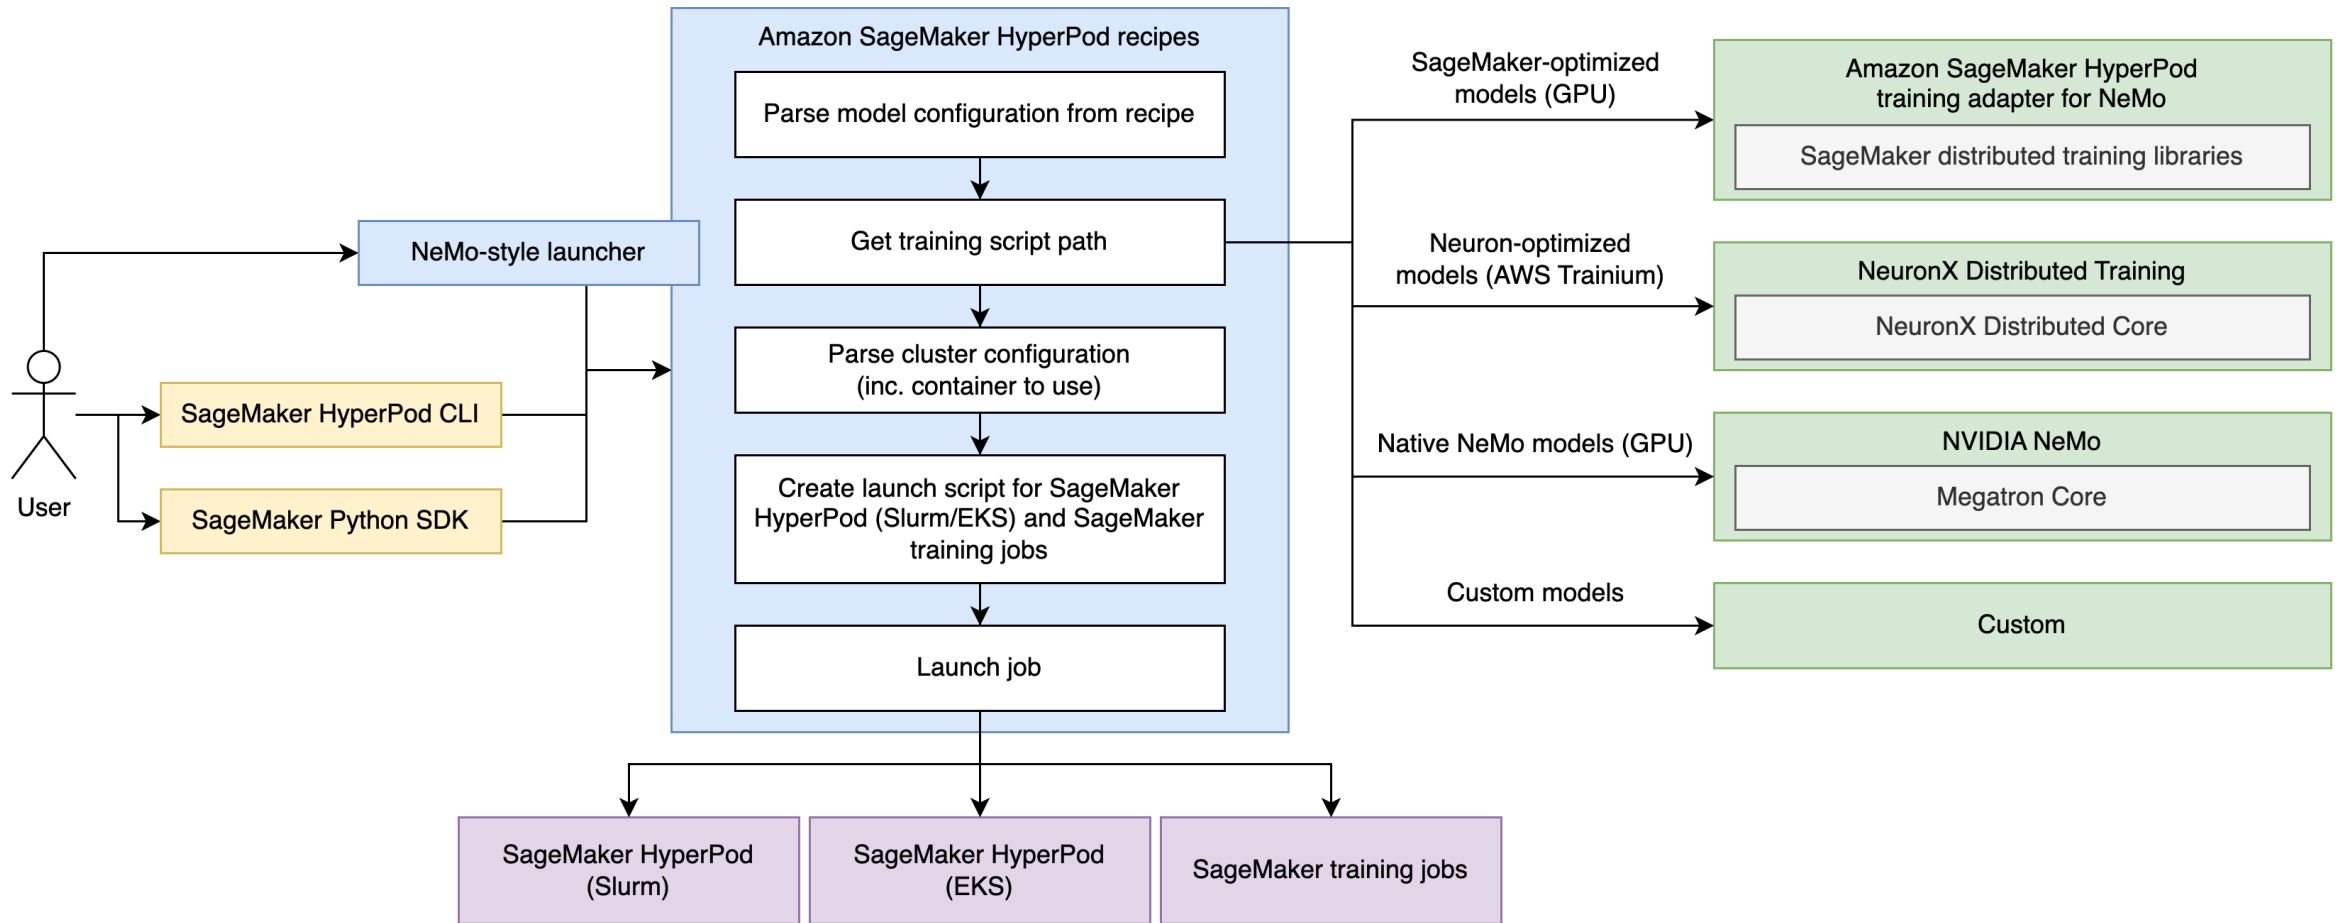 Amazon SageMaker HyperPod recipes
Parse model configuration from recipe
Get training script path
Parse cluster configuration
(inc. container to use)
Create launch script for SageMaker
HyperPod (Slurm/EKS) and SageMaker
training jobs
Launch job
NeMo-style launcher
SageMaker HyperPod CLI
SageMaker Python SDK
User
SageMaker-optimized
models (GPU)
Neuron-optimized
models (AWS Trainium)
Native NeMo models (GPU)
Custom models
Amazon SageMaker HyperPod
training adapter for NeMo
SageMaker distributed training libraries
NeuronX Distributed Training
NeuronX Distributed Core
NVIDIA NeMo
Megatron Core
Custom
SageMaker HyperPod
(Slurm)
SageMaker HyperPod
(EKS)
SageMaker training jobs